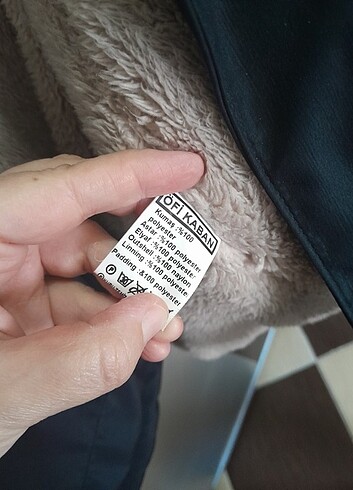 OFI KABAN
Kumaş :%100
polyester
Astar :%100 polyester
Elyaf :%100 polyester
Outshell :%100 naylon
Linning :%100 polyester
Padding :&100 polyester